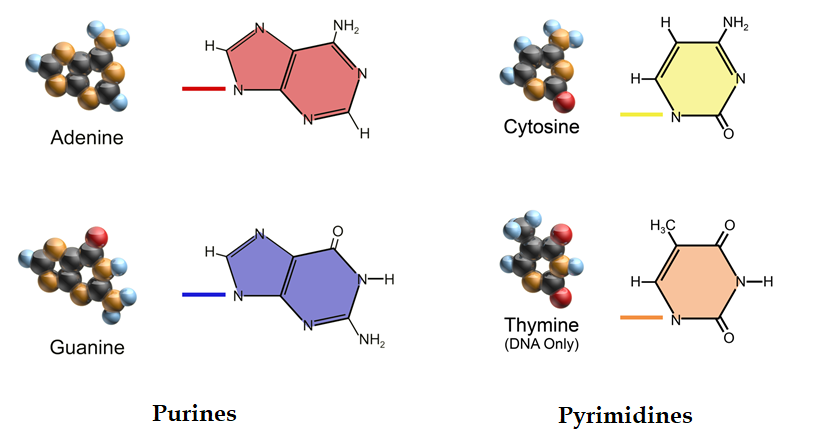 N
NH₂
H
N
N
N
H
Adenine
H
NH₂
H
N
N
O
Cytosine
N
O
H
N
H
N
N
NH₂
Guanine
H₃C
O
H
N
H
N
O
Thymine
(DNA Only)
Purines
Pyrimidines